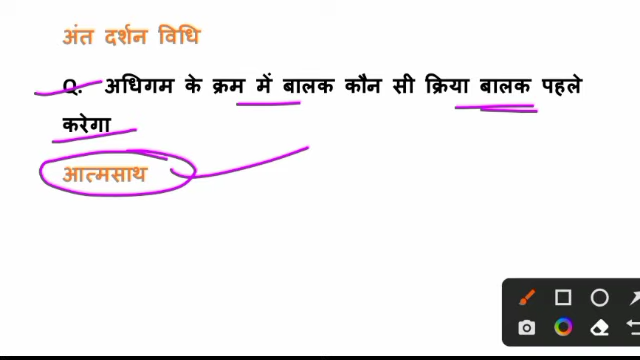 अंत दर्शन विधि
Q. अधिगम के क्रम में बालक कौन सी क्रिया बालक पहले
करेगा
आत्मसाथ